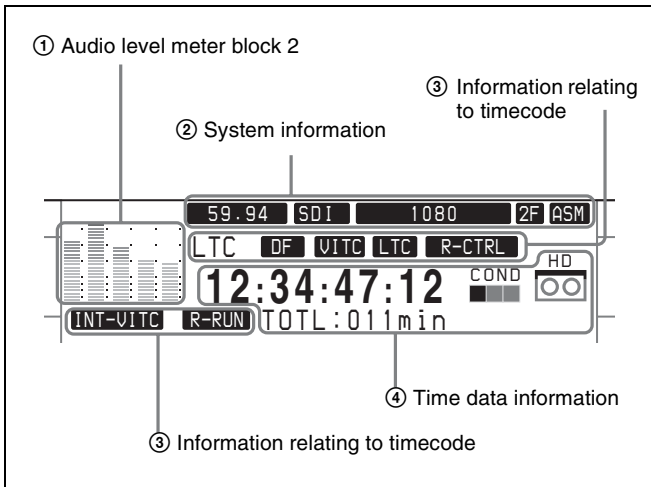 ① Audio level meter block 2
③ Information relating
to timecode
② System information
59.94 SDI 1080 2F ASM
LTC DF VITC LTC R-CTRL
HD
12:34:47:12 COND
INT-VITC R-RUN TOTL:011min
④ Time data information
③ Information relating to timecode